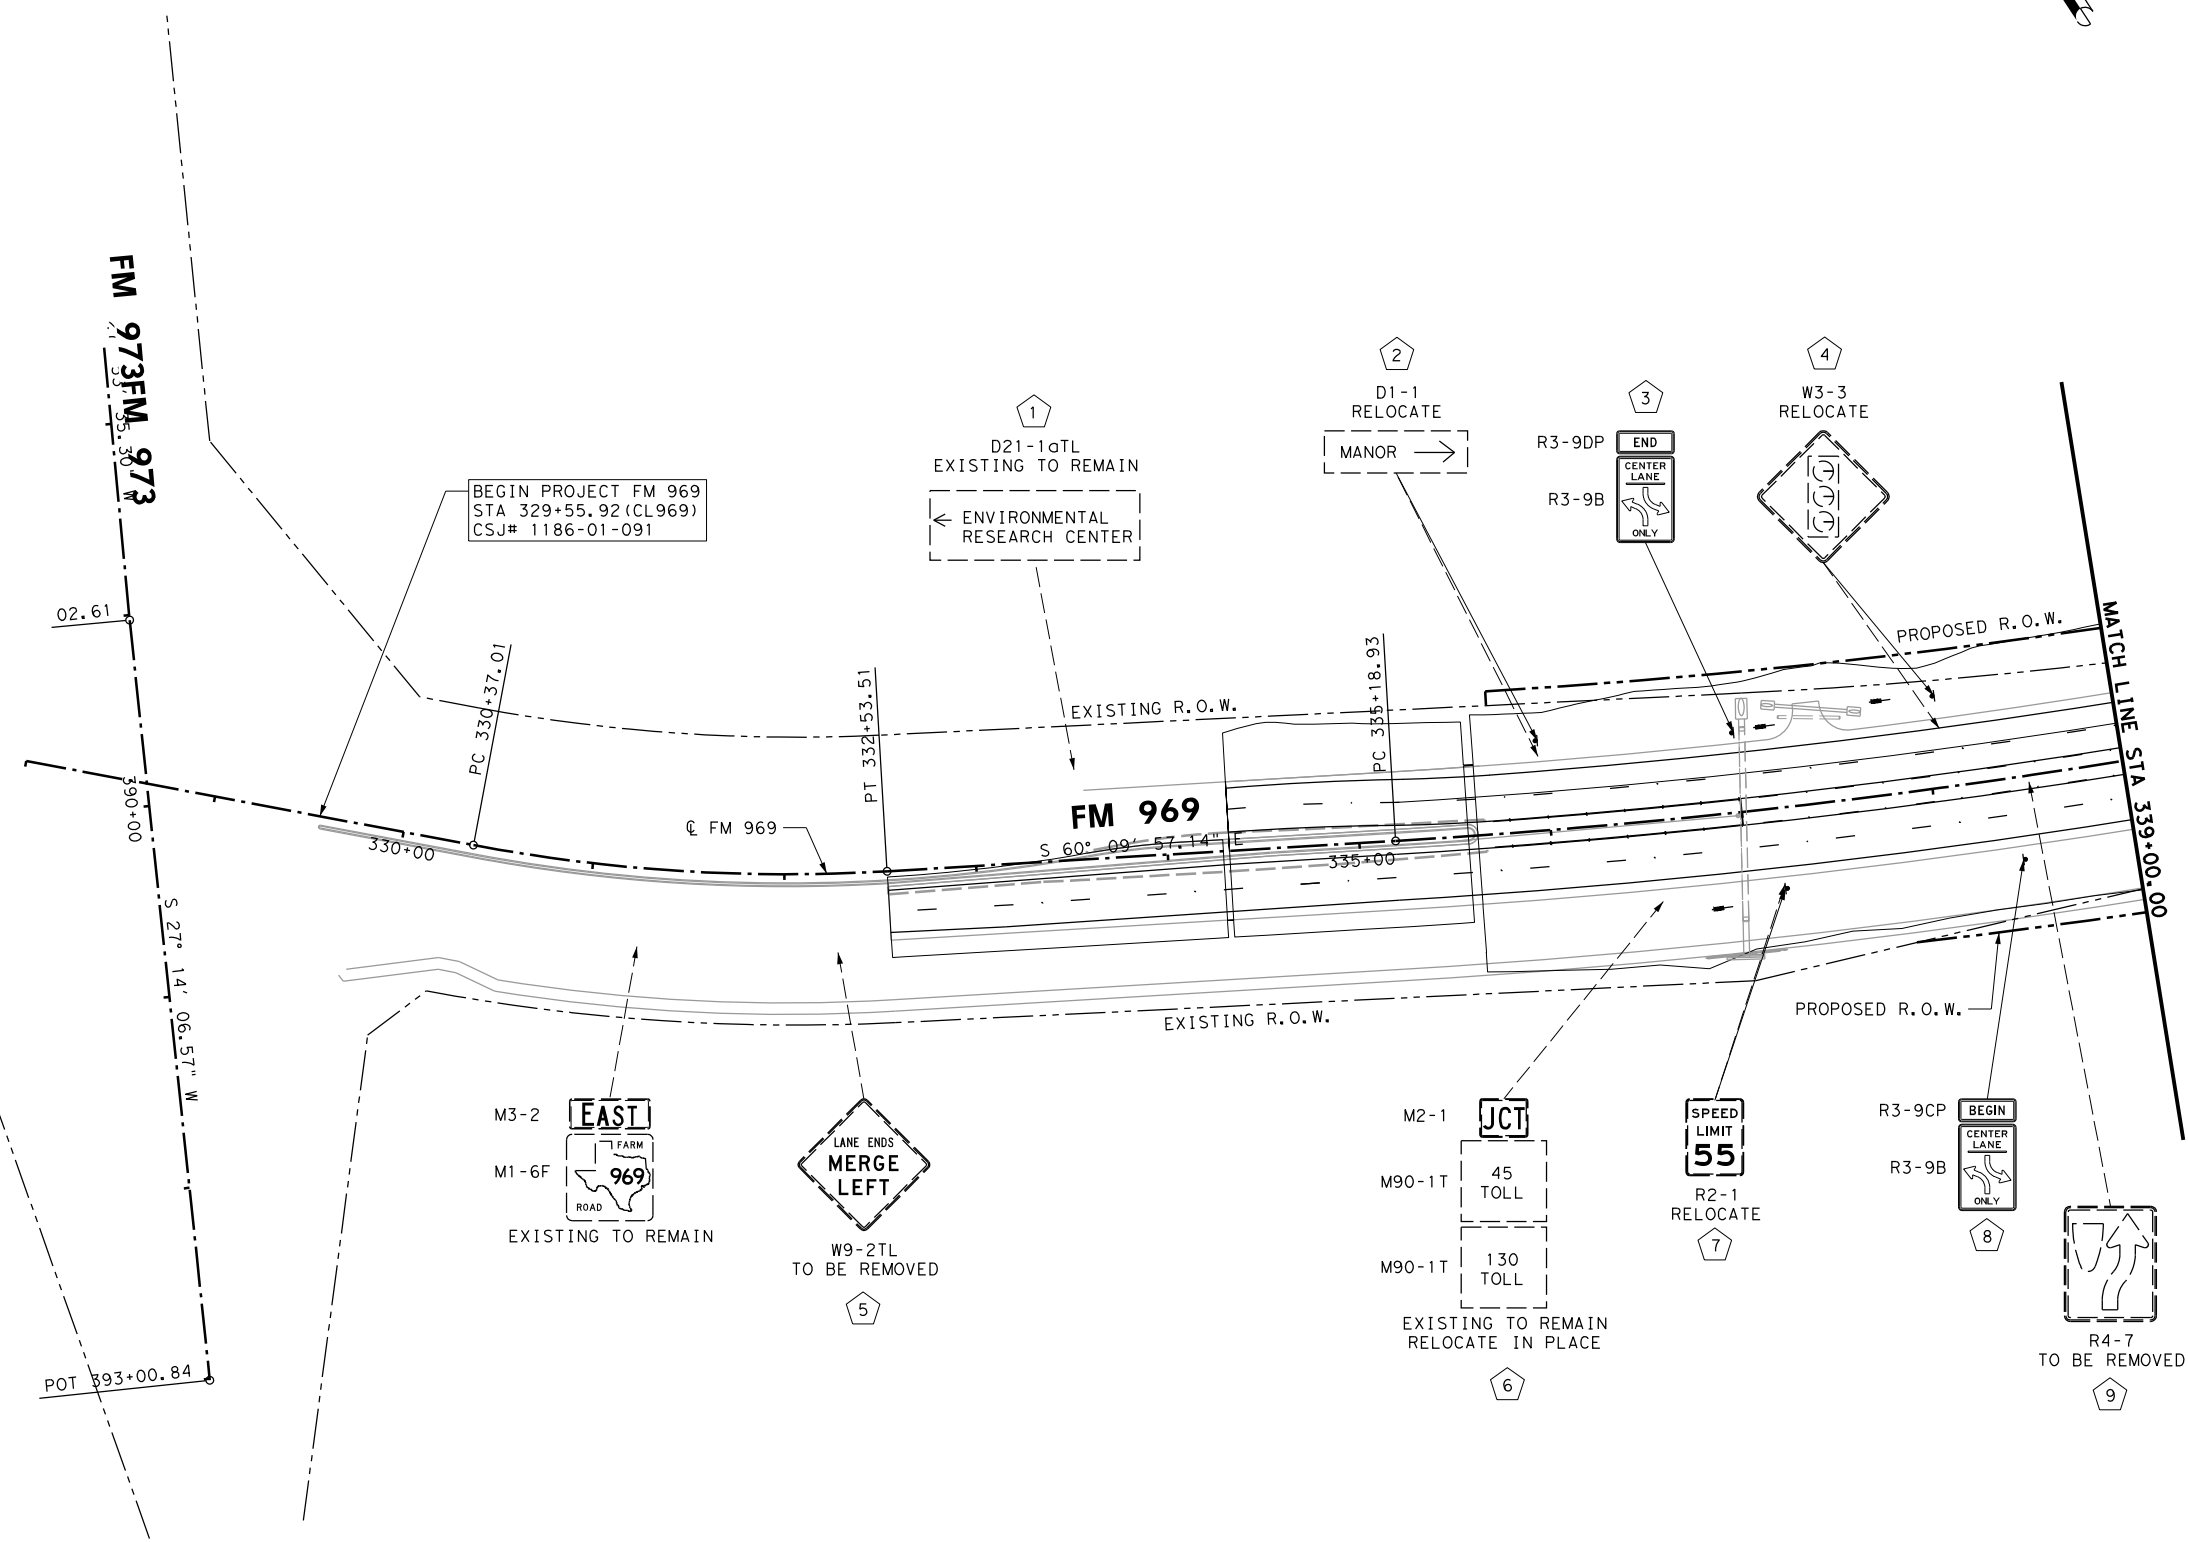 FM 973
FM 973
02.61
390+00
S 27° 14' 06.57" W
POT 393+00.84
BEGIN PROJECT FM 969
STA 329+55.92(CL969)
CSJ# 1186-01-091
330+00
PC 330+37.01
PT 332+53.51
℄ FM 969
1
D21-1aTL
EXISTING TO REMAIN
← ENVIRONMENTAL
RESEARCH CENTER
EXISTING R.O.W.
FM 969
S 60° 09' 57.14" E
335+00
PC 335+18.93
2
D1-1
RELOCATE
MANOR →
3
R3-9DP
END
R3-9B
CENTER
LANE
ONLY
4
W3-3
RELOCATE
PROPOSED R.O.W.
MATCH LINE STA 339+00.00
EXISTING R.O.W.
PROPOSED R.O.W.
M3-2
EAST
M1-6F
FARM
969
ROAD
EXISTING TO REMAIN
LANE ENDS
MERGE
LEFT
W9-2TL
TO BE REMOVED
5
M2-1
JCT
M90-1T
45
TOLL
M90-1T
130
TOLL
EXISTING TO REMAIN
RELOCATE IN PLACE
6
SPEED
LIMIT
55
R2-1
RELOCATE
7
R3-9CP
BEGIN
R3-9B
CENTER
LANE
ONLY
8
R4-7
TO BE REMOVED
9